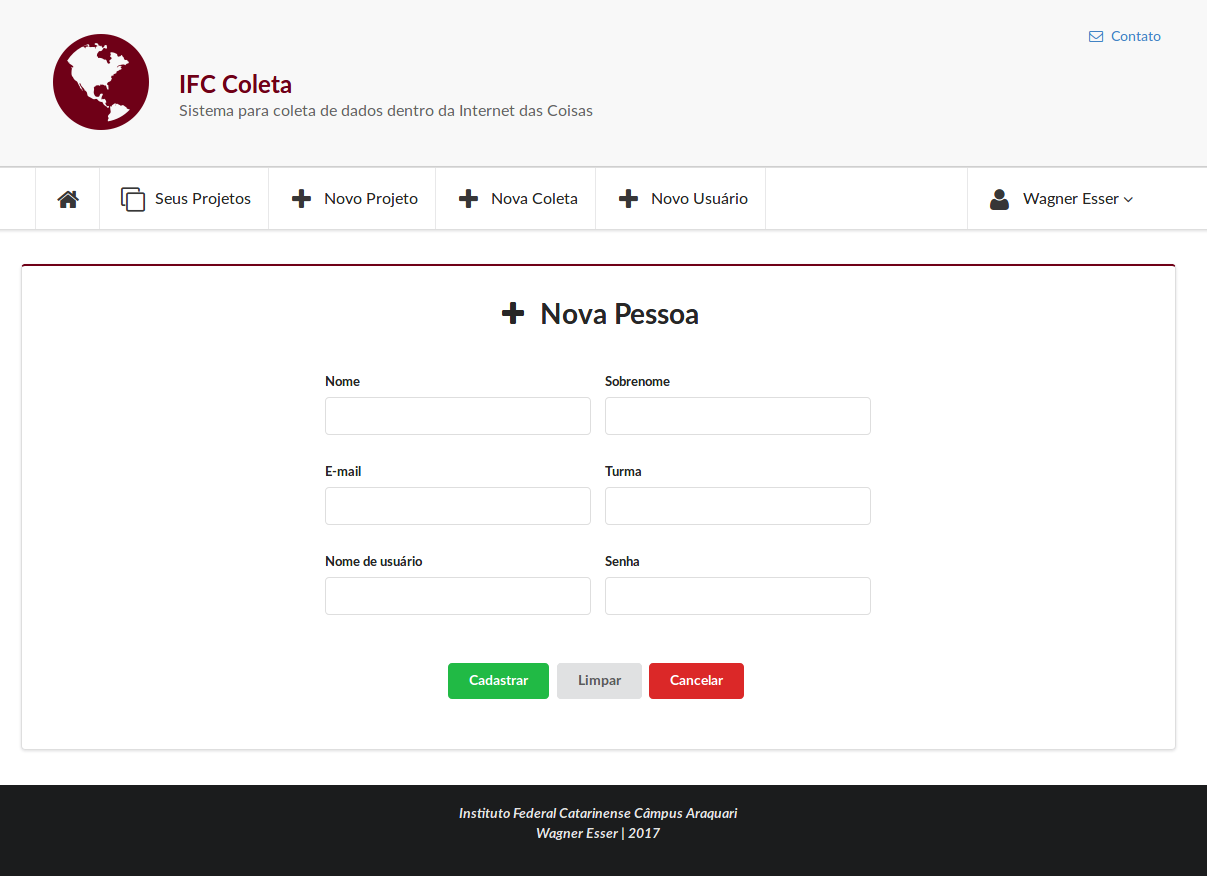 Contato
IFC Coleta
Sistema para coleta de dados dentro da Internet das Coisas
Seus Projetos Novo Projeto Nova Coleta Novo Usuário Wagner Esser
Nova Pessoa
Nome Sobrenome
E-mail Turma
Nome de usuário Senha
Cadastrar Limpar Cancelar
Instituto Federal Catarinense Câmpus Araquari
Wagner Esser | 2017